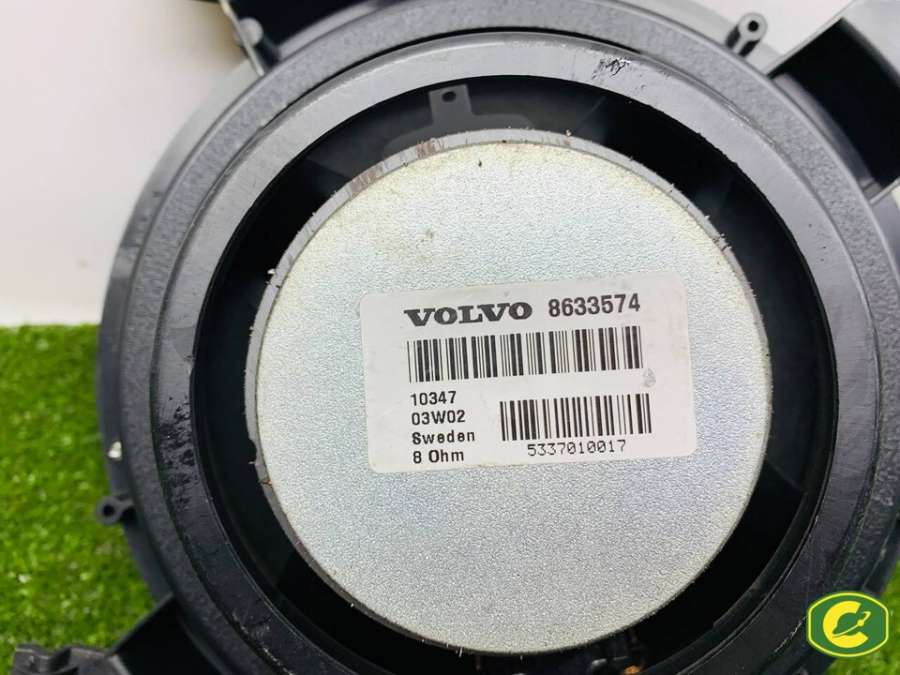 VOLVO 8633574
10347
03W02
Sweden
8 Ohm
5337010017
C